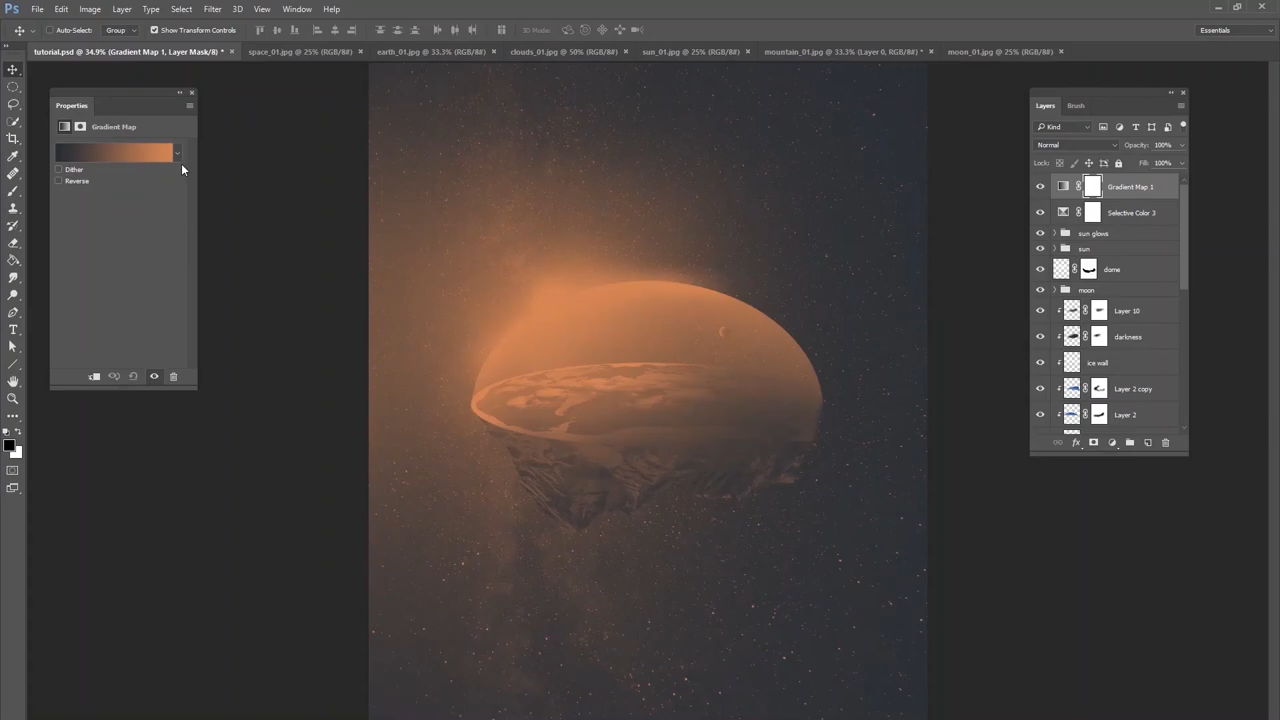 Ps File Edit Image Layer Type Select Filter 3D View Window Help
Auto-Select: Group Show Transform Controls 3D Mode: Essentials
tutorial.psd @ 34.9% (Gradient Map 1, Layer Mask/8) * × space_01.jpg @ 25% (RGB/8#) × earth_01.jpg @ 33.3% (RGB/8#) × clouds_01.jpg @ 50% (RGB/8#) × sun_01.jpg @ 25% (RGB/8#) × mountain_01.jpg @ 33.3% (Layer 0, RGB/8#) * × moon_01.jpg @ 25% (RGB/8#) ×
Properties
Gradient Map
Dither
Reverse
Layers Brush
Kind
Normal Opacity: 100%
Lock: Fill: 100%
Gradient Map 1
Selective Color 3
sun glows
sun
dome
moon
Layer 10
darkness
ice wall
Layer 2 copy
Layer 2
fx